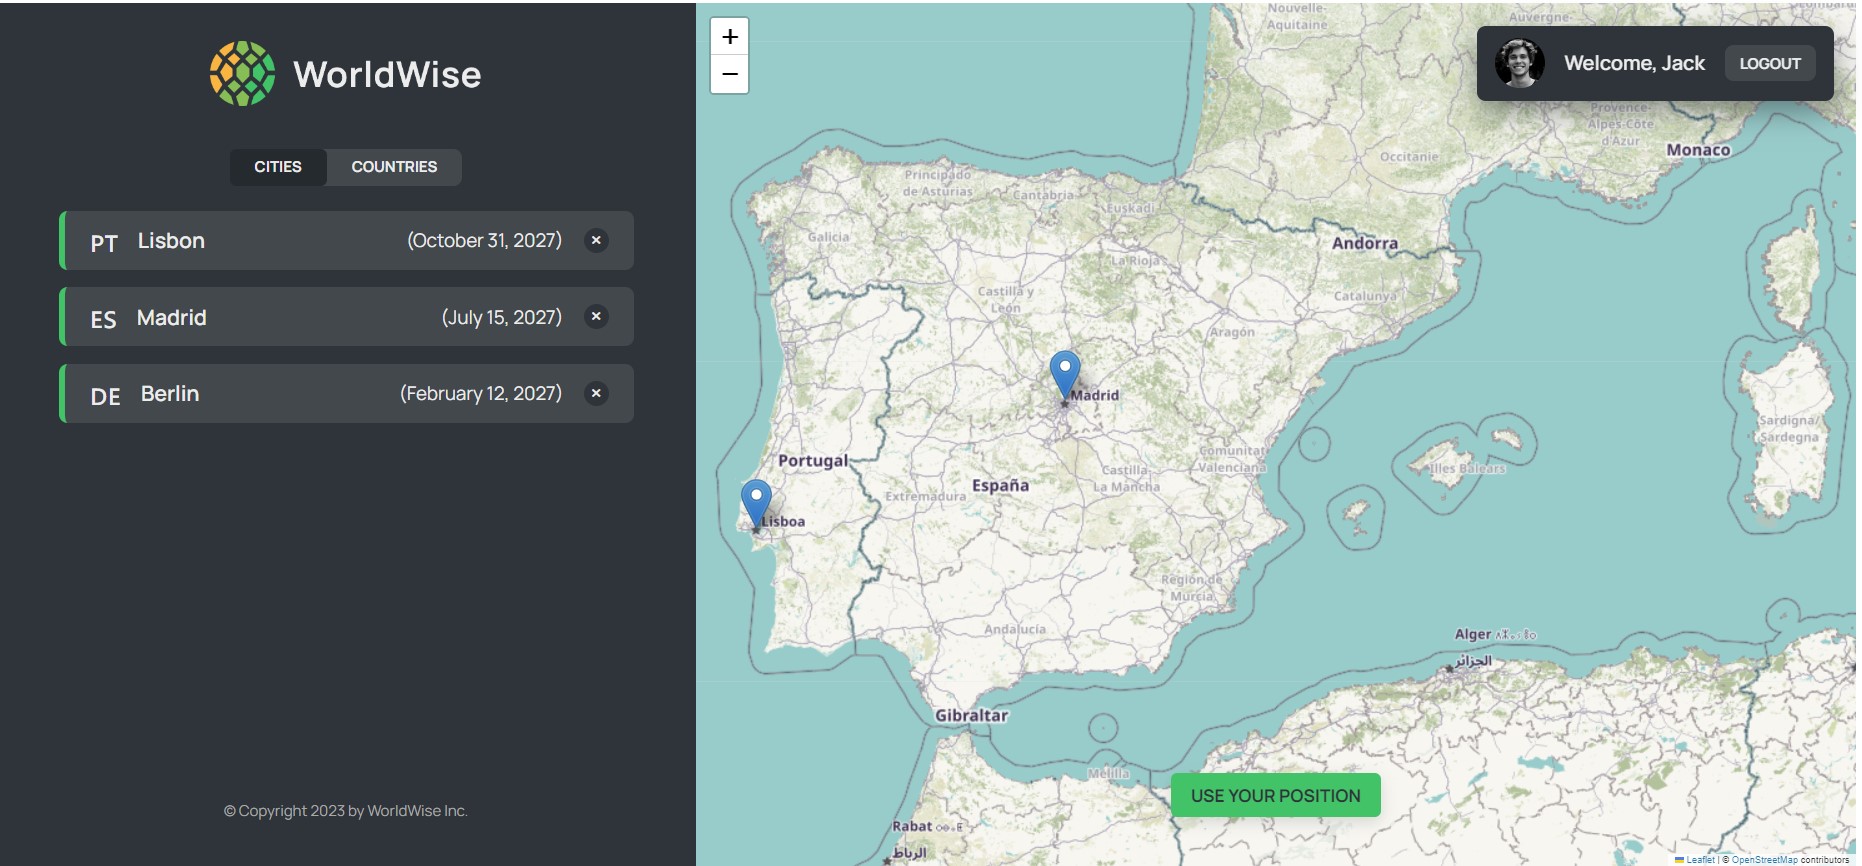 WorldWise
CITIES COUNTRIES
PT Lisbon (October 31, 2027) ×
ES Madrid (July 15, 2027) ×
DE Berlin (February 12, 2027) ×
© Copyright 2023 by WorldWise Inc.
+
−
Welcome, Jack LOGOUT
Nouvelle-
Aquitaine
Auvergne-
Provence-
Alpes-Côte
d'Azur
Monaco
Occitanie
Principado
de Asturias
Cantabria
Euskadi
Galicia
La Rioja
Andorra
Castilla y
León
Catalunya
Aragón
Madrid
Sardigna/
Sardegna
Portugal
Comunitat
Valenciana
Castilla-
La Mancha
Illes Balears
España
Extremadura
Lisboa
Región de
Murcia
Andalucía
Alger
الجزائر
Gibraltar
Melilla
USE YOUR POSITION
Rabat
الرباط
Leaflet | © OpenStreetMap contributors